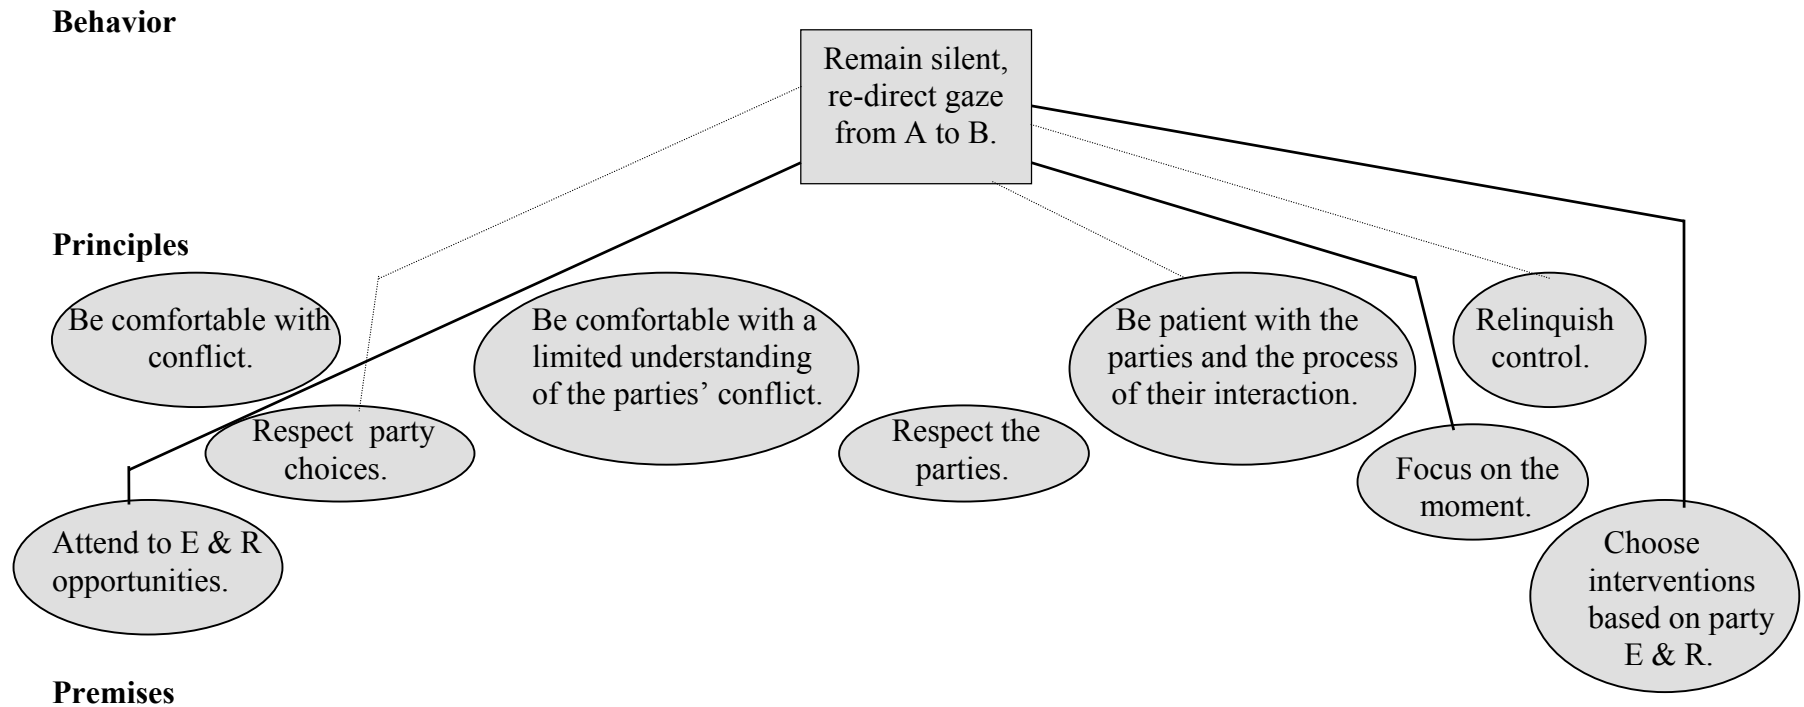 Behavior
Remain silent,
re-direct gaze
from A to B.
Principles
Be comfortable with
conflict.
Be comfortable with a
limited understanding
of the parties’ conflict.
Be patient with the
parties and the process
of their interaction.
Relinquish
control.
Respect party
choices.
Respect the
parties.
Focus on the
moment.
Attend to E & R
opportunities.
Choose
interventions
based on party
E & R.
Premises